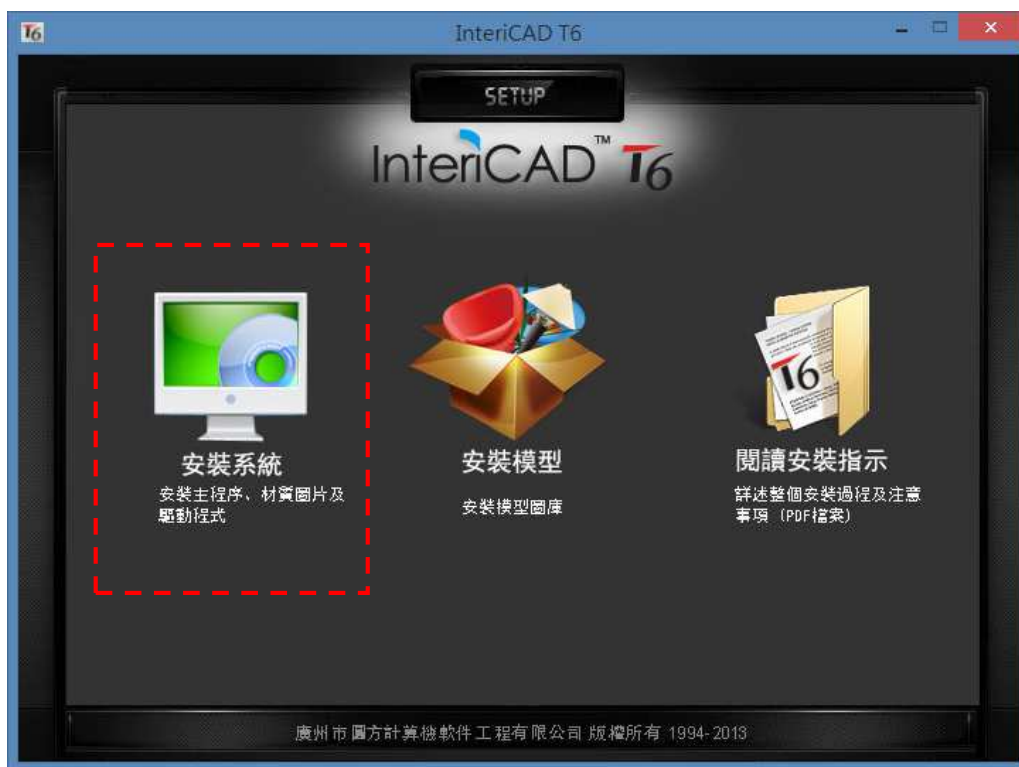 T6
InteriCAD T6
SETUP
InteriCAD™ T6
安裝系統
安裝主程序、材質圖片及
驅動程式
安裝模型
安裝模型圖庫
T6
閱讀安裝指示
詳述整個安裝過程及注意
事項 (PDF檔案)
廣州市圓方計算機軟件工程有限公司 版權所有 1994-2013